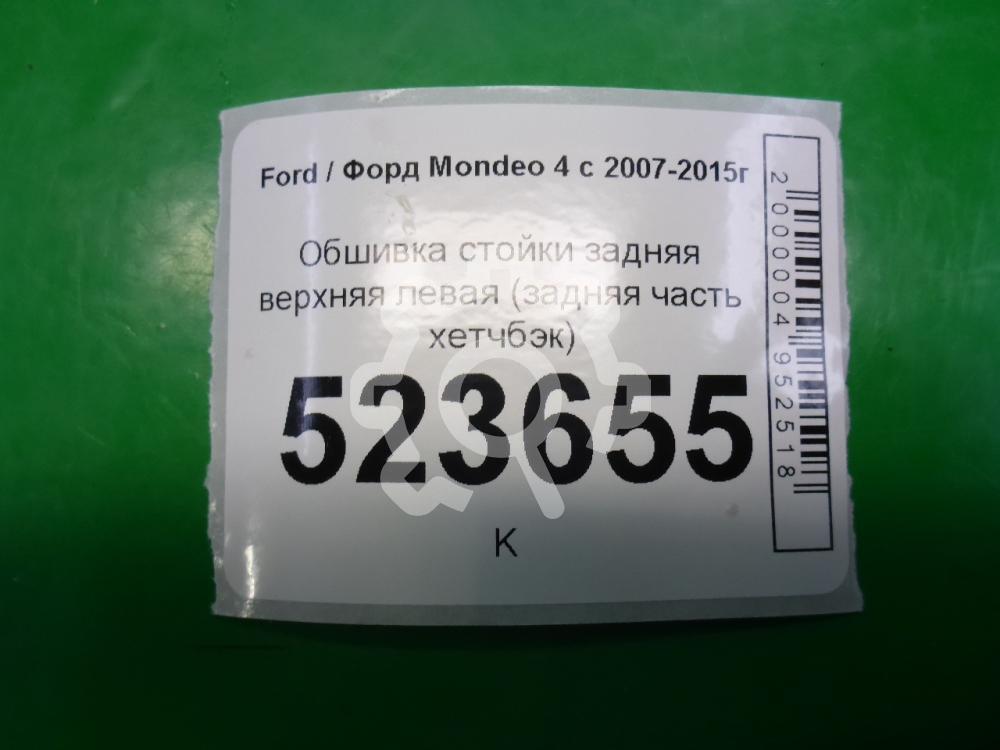 Ford / Форд Mondeo 4 с 2007-2015г
Обшивка стойки задняя
верхняя левая (задняя часть
хетчбэк)
523655
К
2000004952518